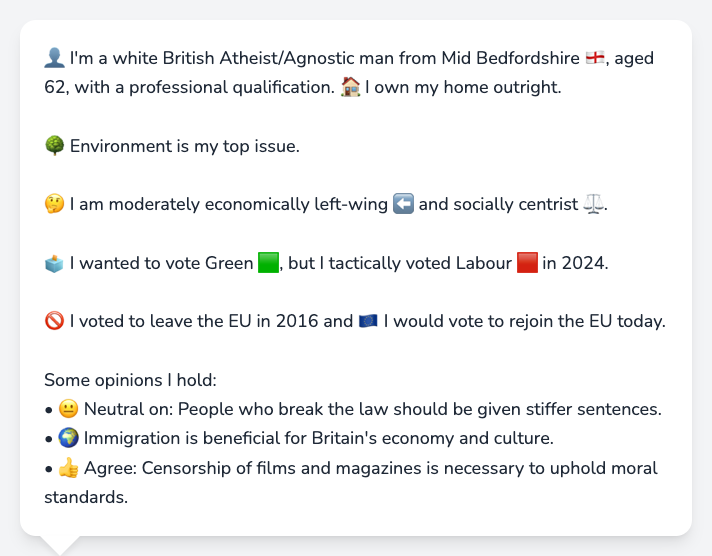 👤 I'm a white British Atheist/Agnostic man from Mid Bedfordshire 🏴󠁧󠁢󠁥󠁮󠁧󠁿, aged
62, with a professional qualification. 🏠 I own my home outright.
🌳 Environment is my top issue.
🤔 I am moderately economically left-wing ⬅️ and socially centrist ⚖️.
🗳️ I wanted to vote Green 🟩, but I tactically voted Labour 🟥 in 2024.
🚫 I voted to leave the EU in 2016 and 🇪🇺 I would vote to rejoin the EU today.
Some opinions I hold:
• 😐 Neutral on: People who break the law should be given stiffer sentences.
• 🌍 Immigration is beneficial for Britain's economy and culture.
• 👍 Agree: Censorship of films and magazines is necessary to uphold moral
standards.